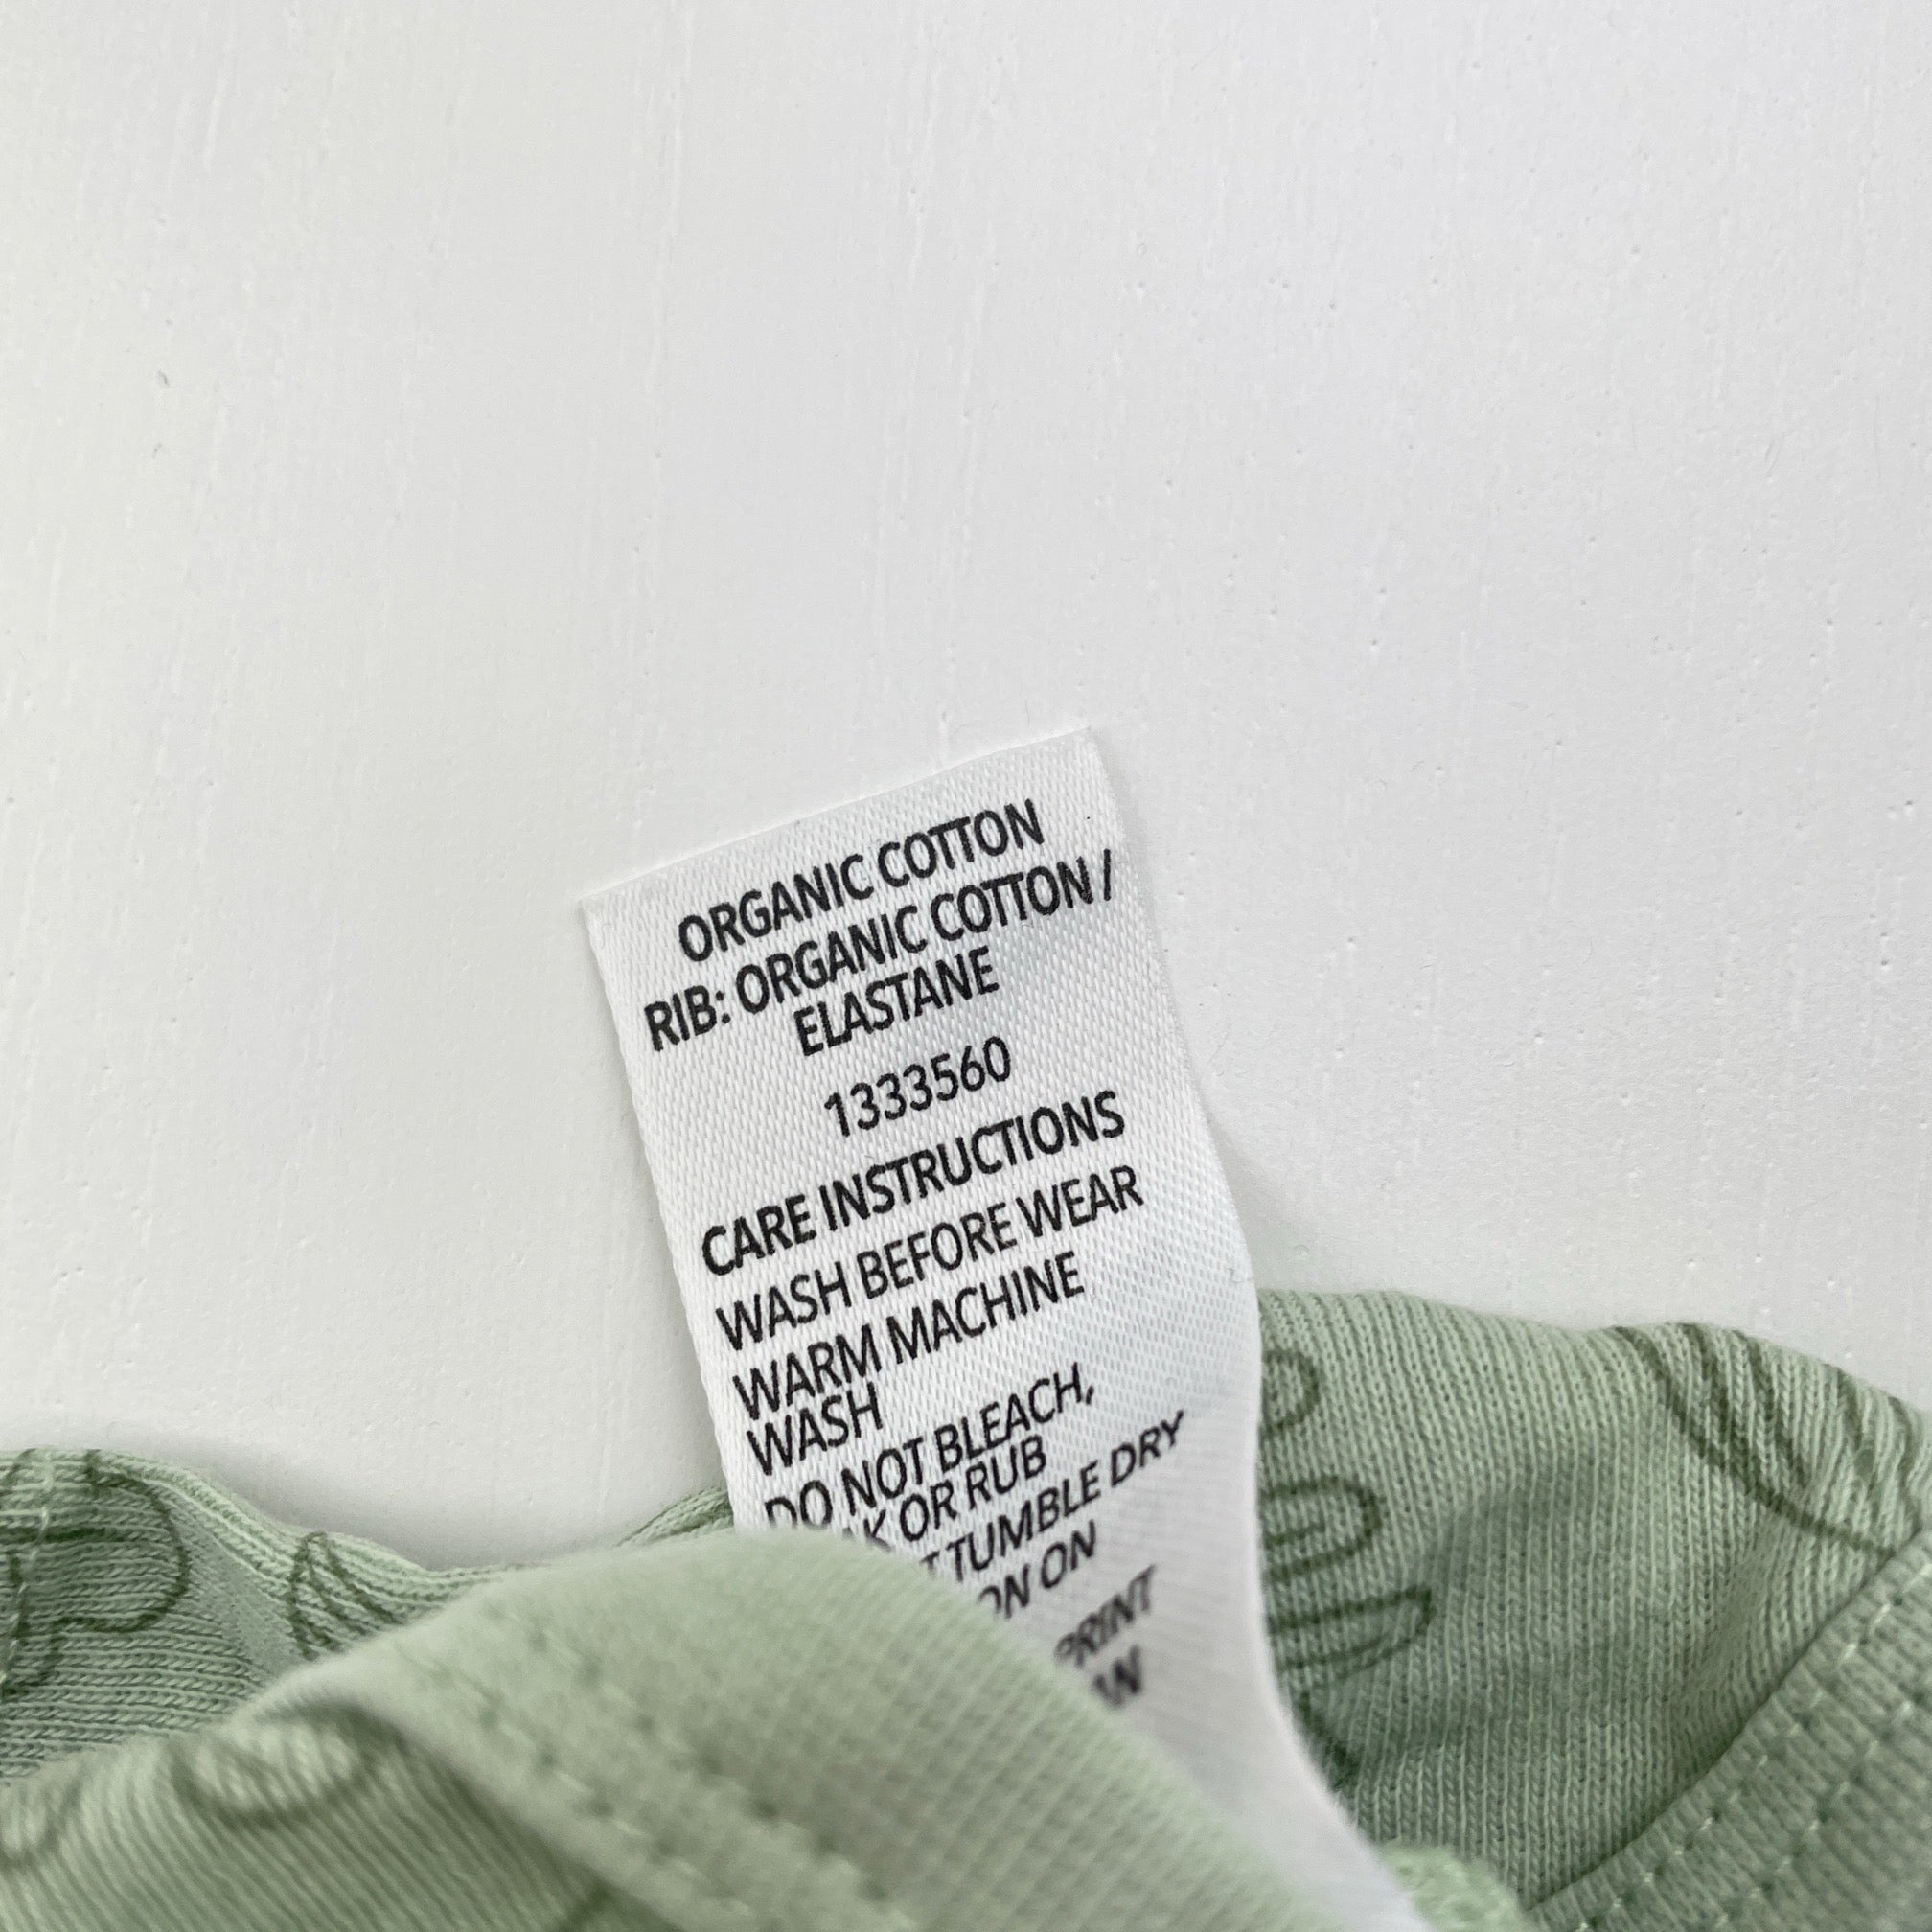 ORGANIC COTTON
RIB: ORGANIC COTTON /
ELASTANE
1333560
CARE INSTRUCTIONS
WASH BEFORE WEAR
WARM MACHINE
WASH
DO NOT BLEACH,
OR RUB
TUMBLE DRY
ON
PRINT